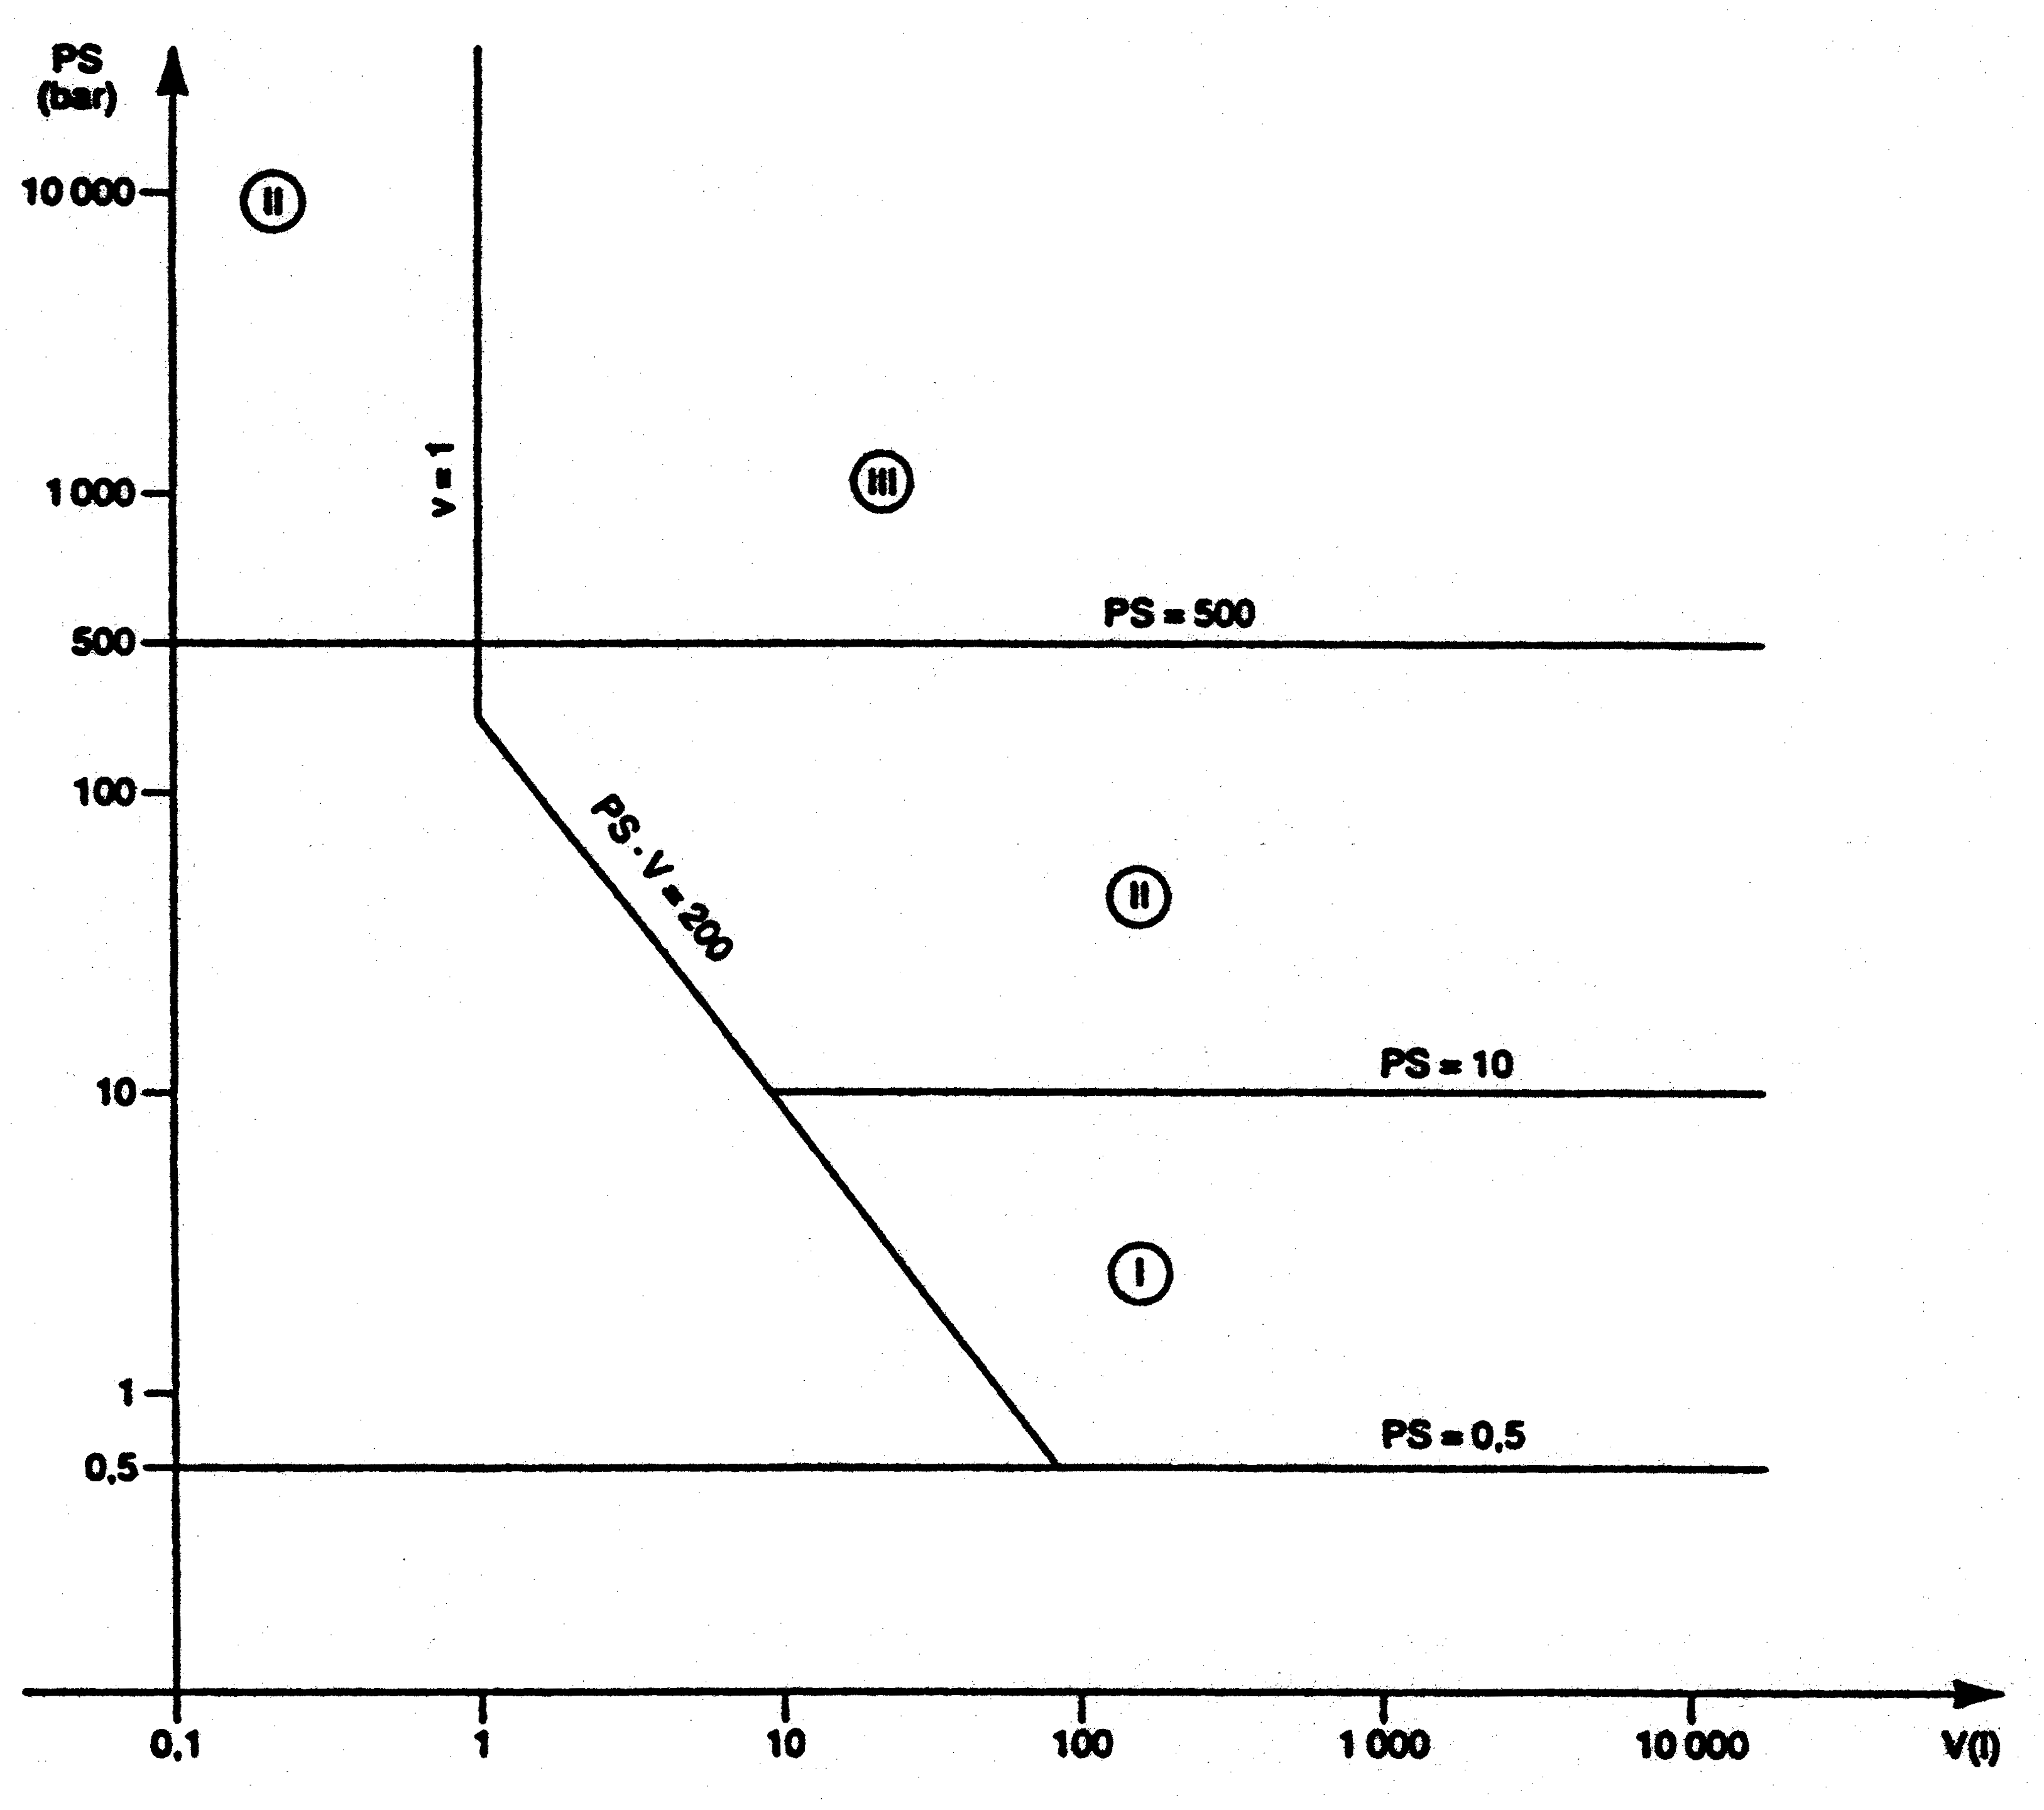 PS
(bar)
10 000
II
v = 1
1 000
III
PS = 500
500
100
PS · V = 200
II
PS = 10
10
I
1
PS = 0,5
0,5
0,1
1
10
100
1 000
10 000
V(l)